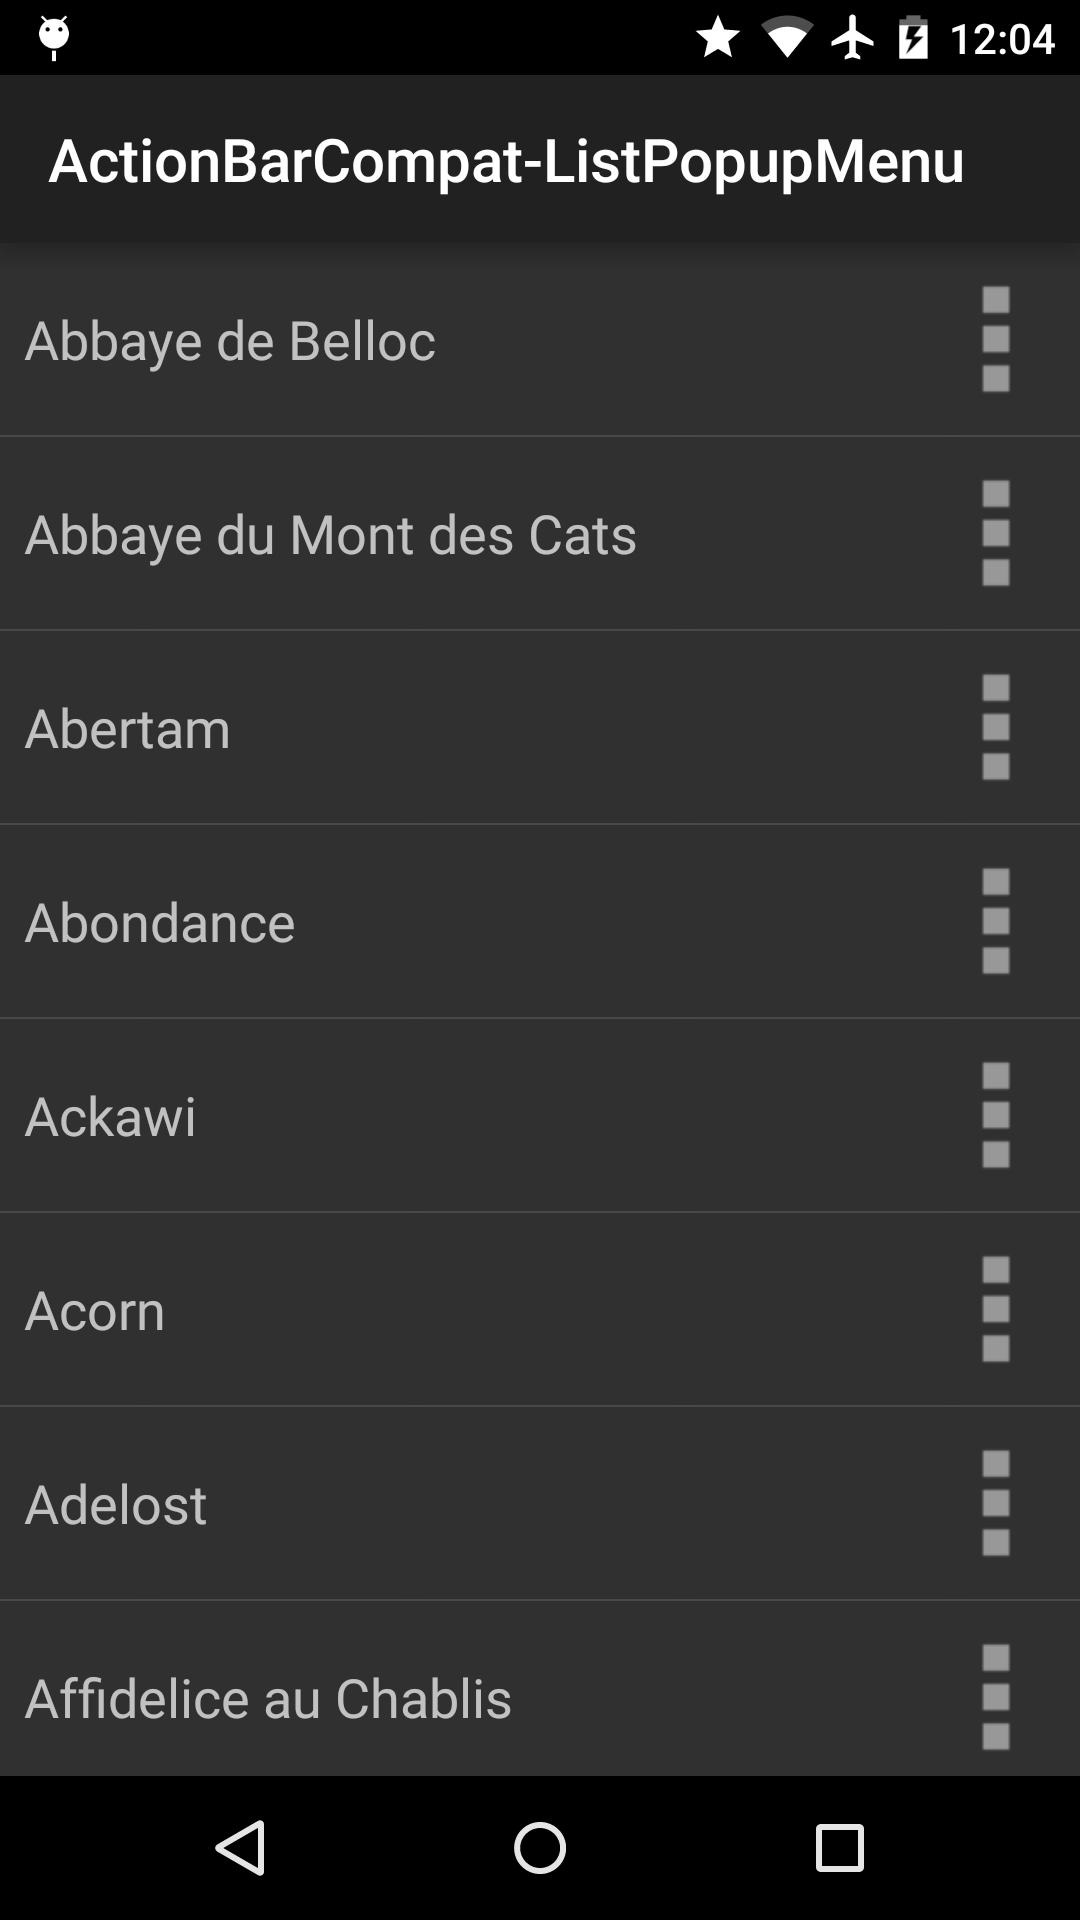 12:04
ActionBarCompat-ListPopupMenu
Abbaye de Belloc
Abbaye du Mont des Cats
Abertam
Abondance
Ackawi
Acorn
Adelost
Affidelice au Chablis